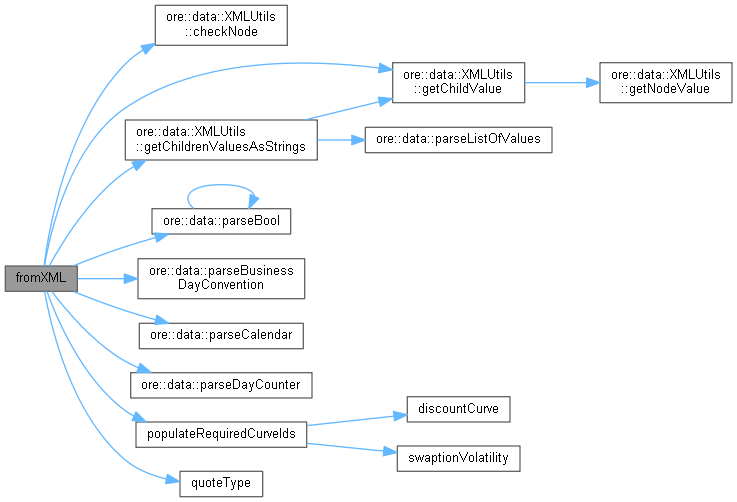 ore::data::XMLUtils
::checkNode
ore::data::XMLUtils
::getChildValue
ore::data::XMLUtils
::getNodeValue
ore::data::XMLUtils
::getChildrenValuesAsStrings
ore::data::parseListOfValues
ore::data::parseBool
fromXML
ore::data::parseBusiness
DayConvention
ore::data::parseCalendar
ore::data::parseDayCounter
populateRequiredCurveIds
discountCurve
swaptionVolatility
quoteType